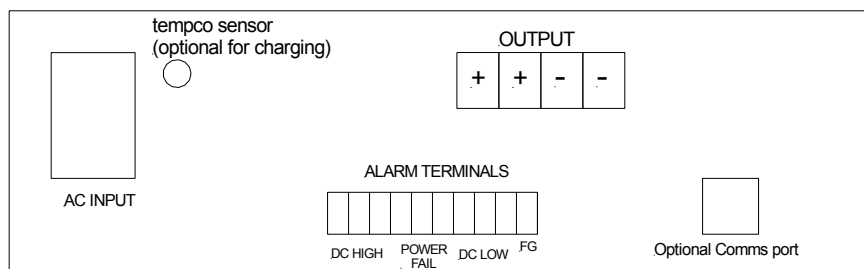 tempco sensor
(optional for charging)
OUTPUT
+ + - -
AC INPUT
ALARM TERMINALS
DC HIGH POWER FAIL DC LOW FG
Optional Comms port